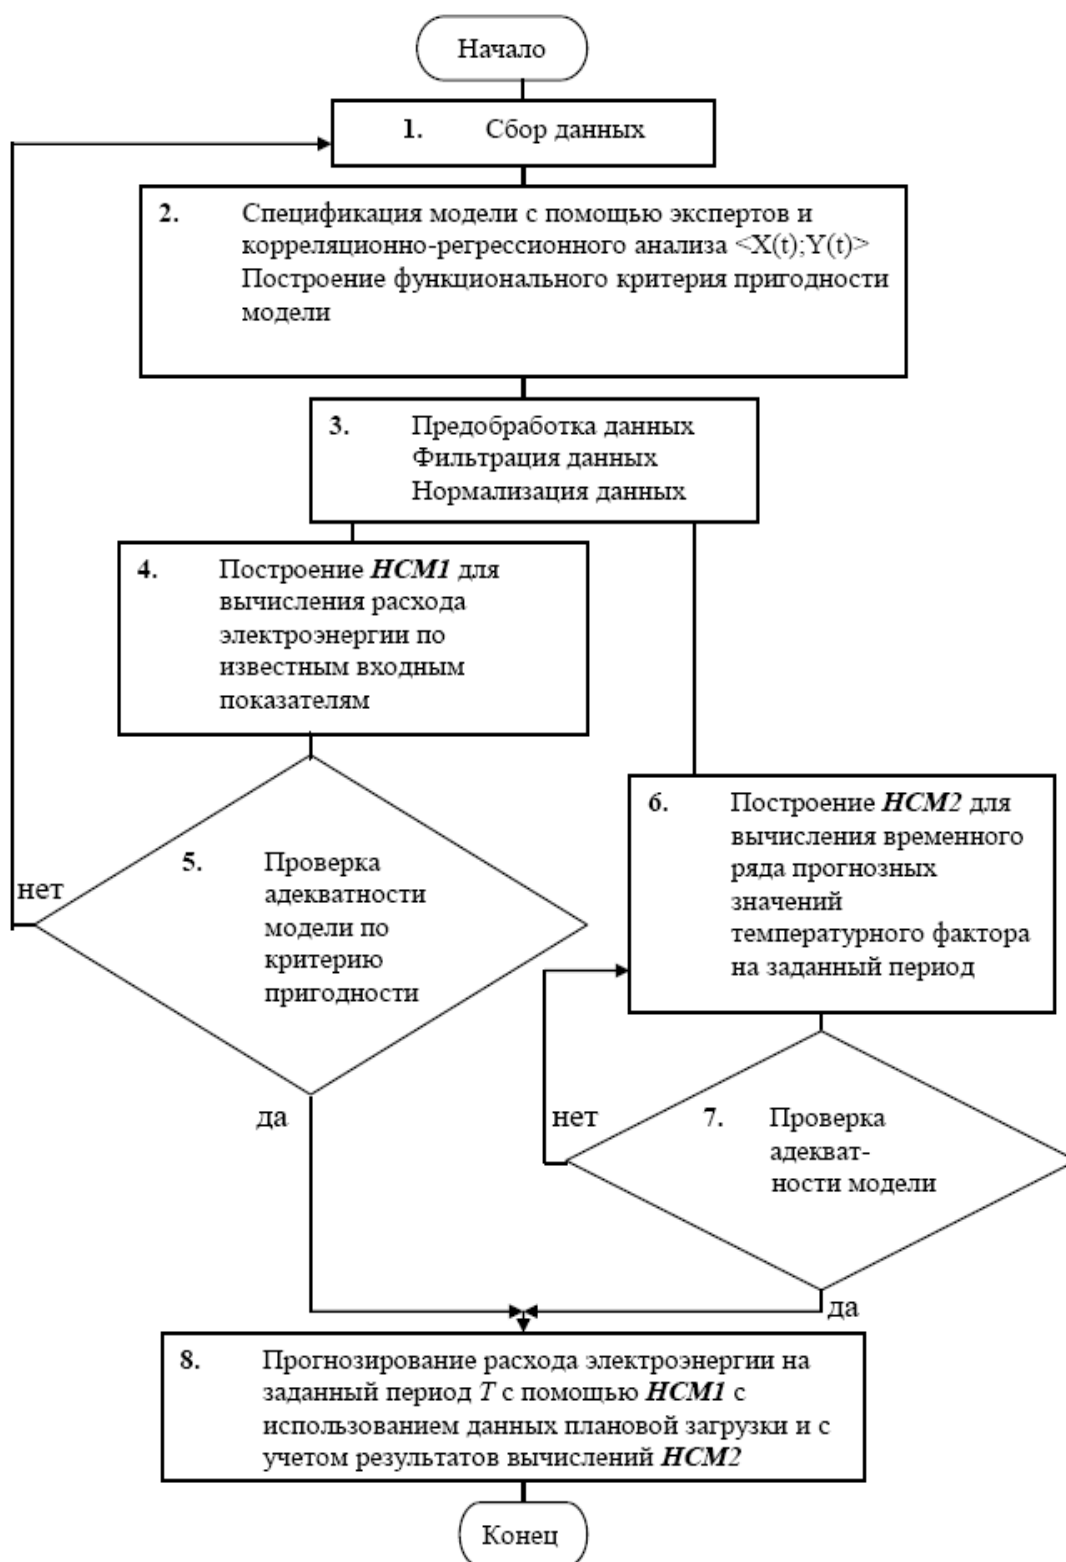 Начало
1. Сбор данных
2. Спецификация модели с помощью экспертов и
корреляционно-регрессионного анализа <X(t);Y(t)>
Построение функционального критерия пригодности
модели
3. Предобработка данных
Фильтрация данных
Нормализация данных
4. Построение НСМ1 для
вычисления расхода
электроэнергии по
известным входным
показателям
5. Проверка
адекватности
модели по
критерию
пригодности
нет
да
6. Построение НСМ2 для
вычисления временного
ряда прогнозных
значений
температурного фактора
на заданный период
7. Проверка
адекват-
ности модели
нет
да
8. Прогнозирование расхода электроэнергии на
заданный период T с помощью НСМ1 с
использованием данных плановой загрузки и с
учетом результатов вычислений НСМ2
Конец